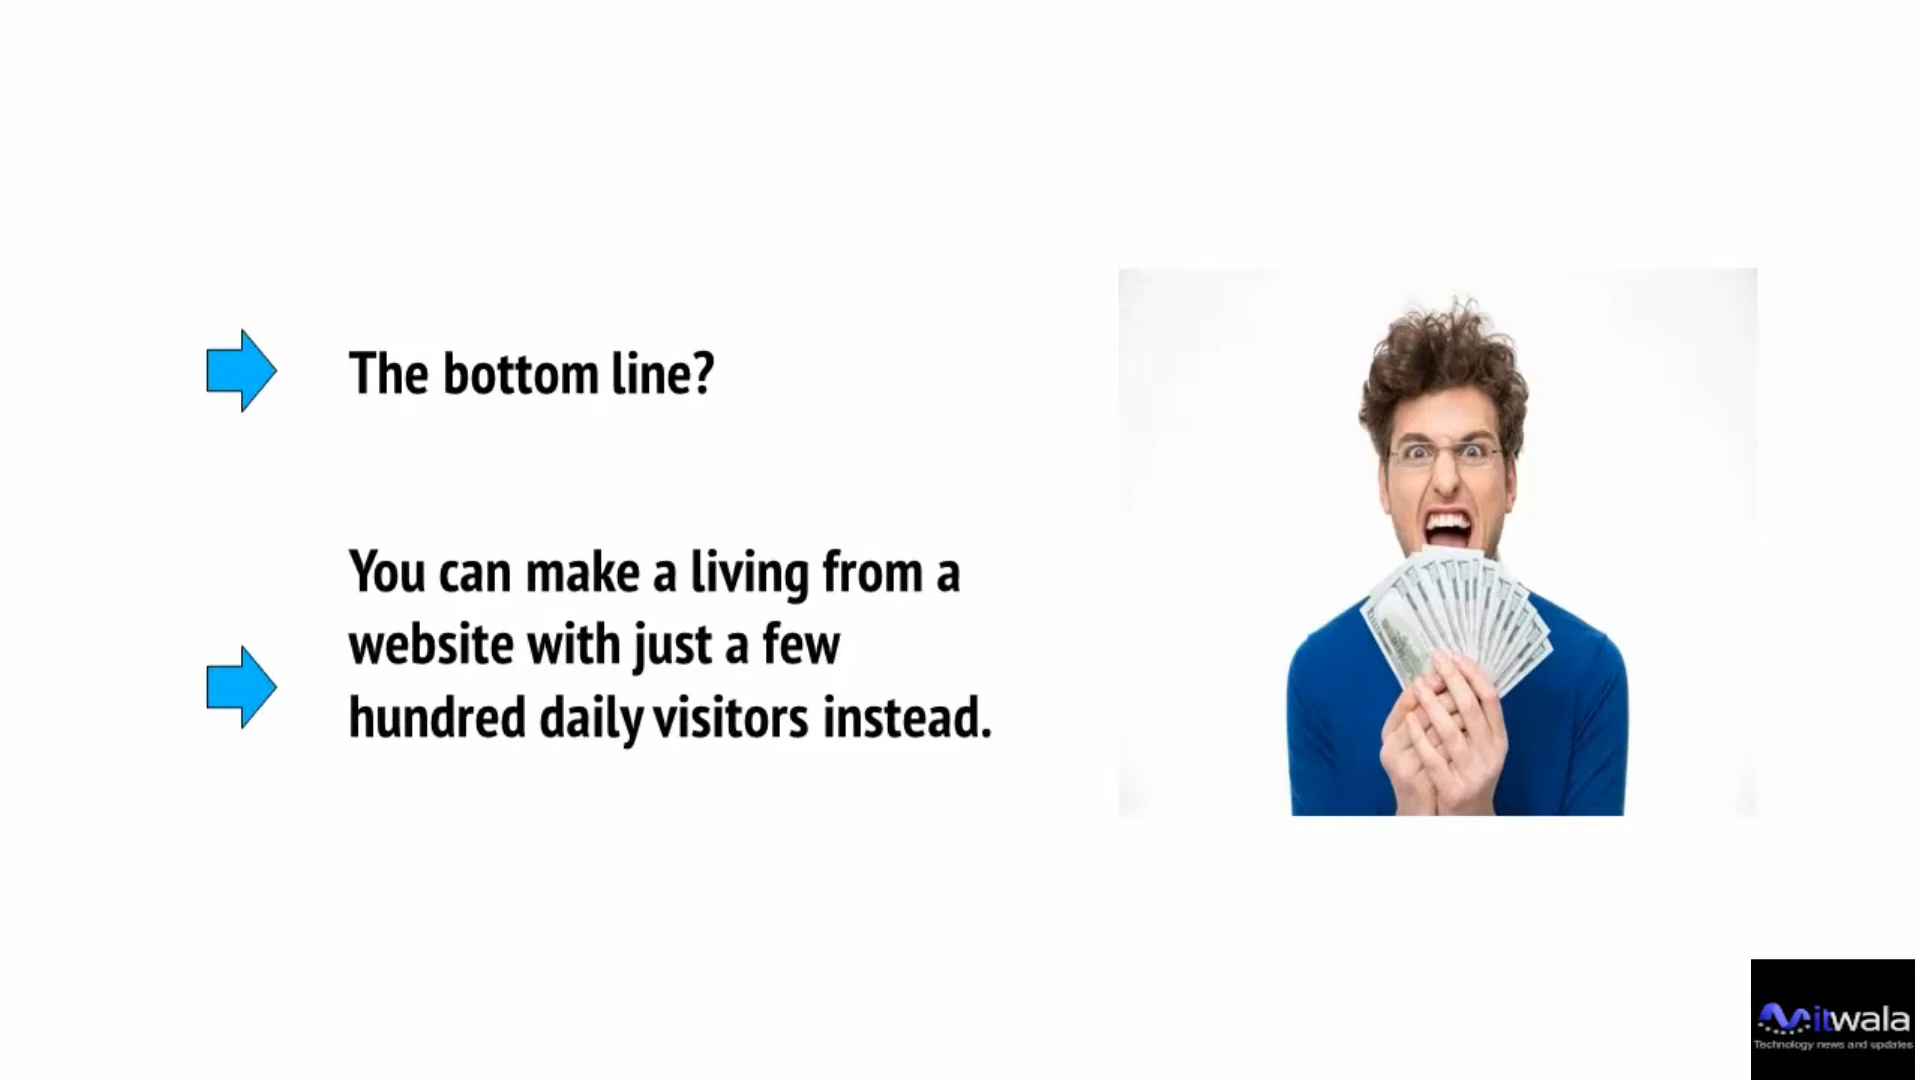 The bottom line?
You can make a living from a
website with just a few
hundred daily visitors instead.
itwala
Technology news and updates